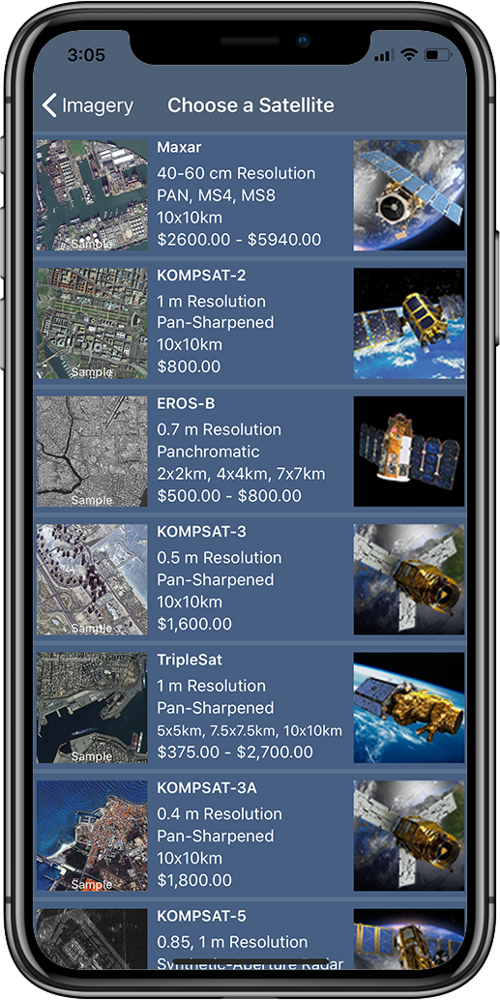 3:05
Imagery
Choose a Satellite
Maxar
40-60 cm Resolution
PAN, MS4, MS8
10x10km
$2600.00 - $5940.00
Sample
KOMPSAT-2
1 m Resolution
Pan-Sharpened
10x10km
$800.00
Sample
EROS-B
0.7 m Resolution
Panchromatic
2x2km, 4x4km, 7x7km
$500.00 - $800.00
Sample
KOMPSAT-3
0.5 m Resolution
Pan-Sharpened
10x10km
$1,600.00
Sample
TripleSat
1 m Resolution
Pan-Sharpened
5x5km, 7.5x7.5km, 10x10km
$375.00 - $2,700.00
Sample
KOMPSAT-3A
0.4 m Resolution
Pan-Sharpened
10x10km
$1,800.00
Sample
KOMPSAT-5
0.85, 1 m Resolution
Synthetic-Aperture Radar